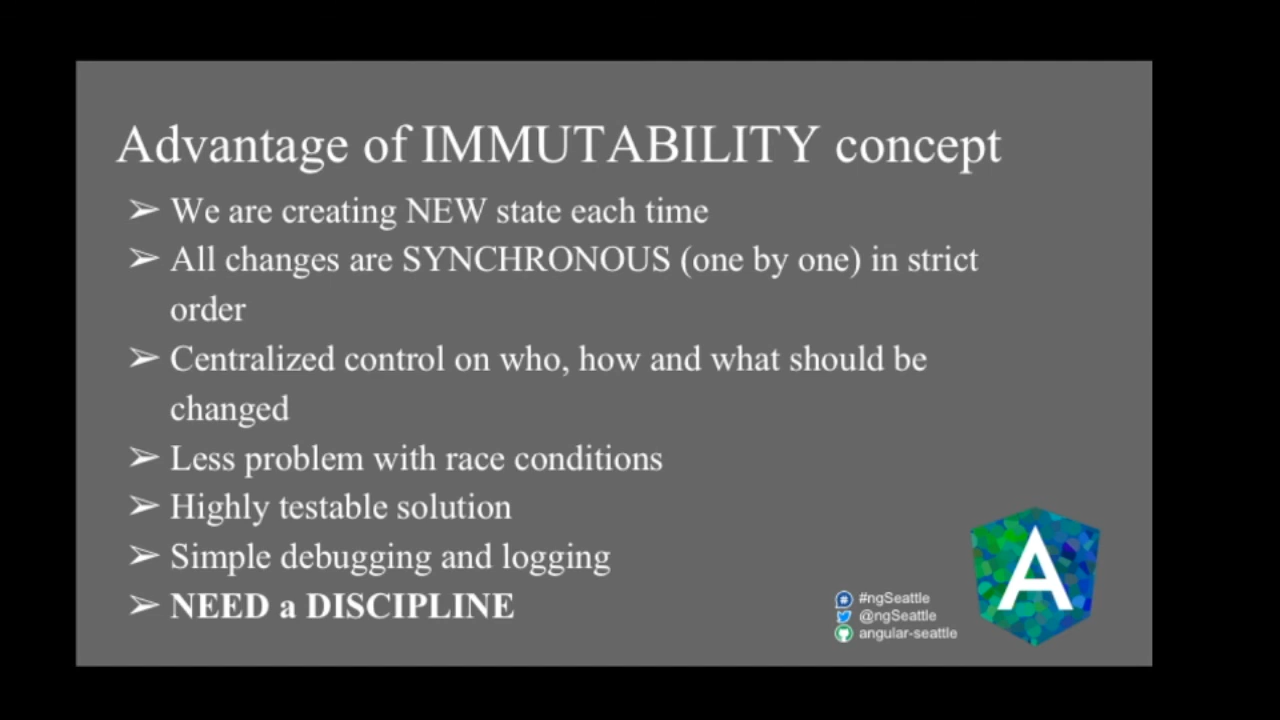 Advantage of IMMUTABILITY concept
➢ We are creating NEW state each time
➢ All changes are SYNCHRONOUS (one by one) in strict
order
➢ Centralized control on who, how and what should be
changed
➢ Less problem with race conditions
➢ Highly testable solution
➢ Simple debugging and logging
➢ NEED a DISCIPLINE
#ngSeattle
@ngSeattle
angular-seattle
A